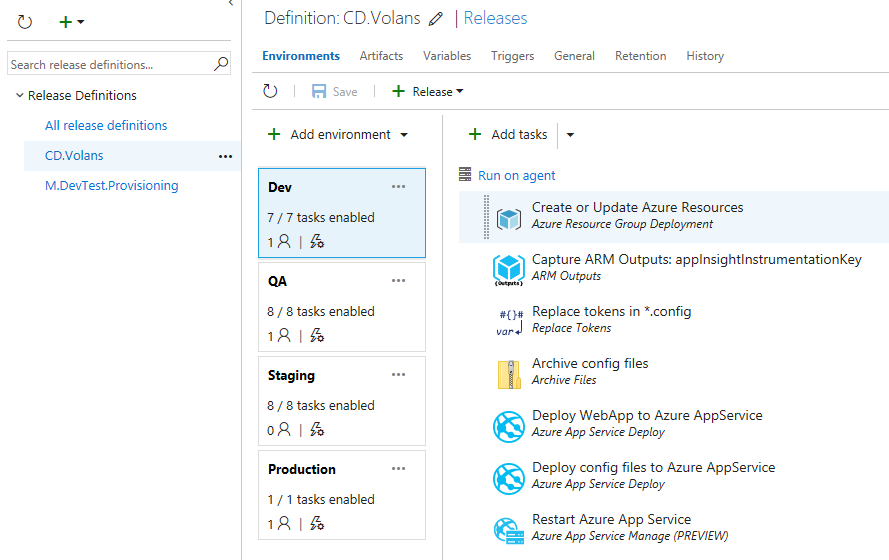 Search release definitions...
Release Definitions
All release definitions
CD.Volans
M.DevTest.Provisioning
Definition: CD.Volans | Releases
Environments Artifacts Variables Triggers General Retention History
Save Release
Add environment
Dev
7 / 7 tasks enabled
1
QA
8 / 8 tasks enabled
1
Staging
8 / 8 tasks enabled
0
Production
1 / 1 tasks enabled
1
Add tasks
Run on agent
Create or Update Azure Resources
Azure Resource Group Deployment
{Outputs}
Capture ARM Outputs: appInsightInstrumentationKey
ARM Outputs
#{}#
var
Replace tokens in *.config
Replace Tokens
Archive config files
Archive Files
Deploy WebApp to Azure AppService
Azure App Service Deploy
Deploy config files to Azure AppService
Azure App Service Deploy
Restart Azure App Service
Azure App Service Manage (PREVIEW)